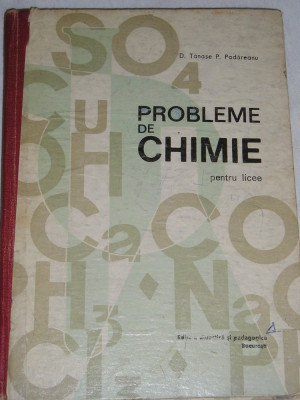 D. Tănase P. Podăreanu
PROBLEME
DE
CHIMIE
pentru licee
Editura didactică și pedagogică
București